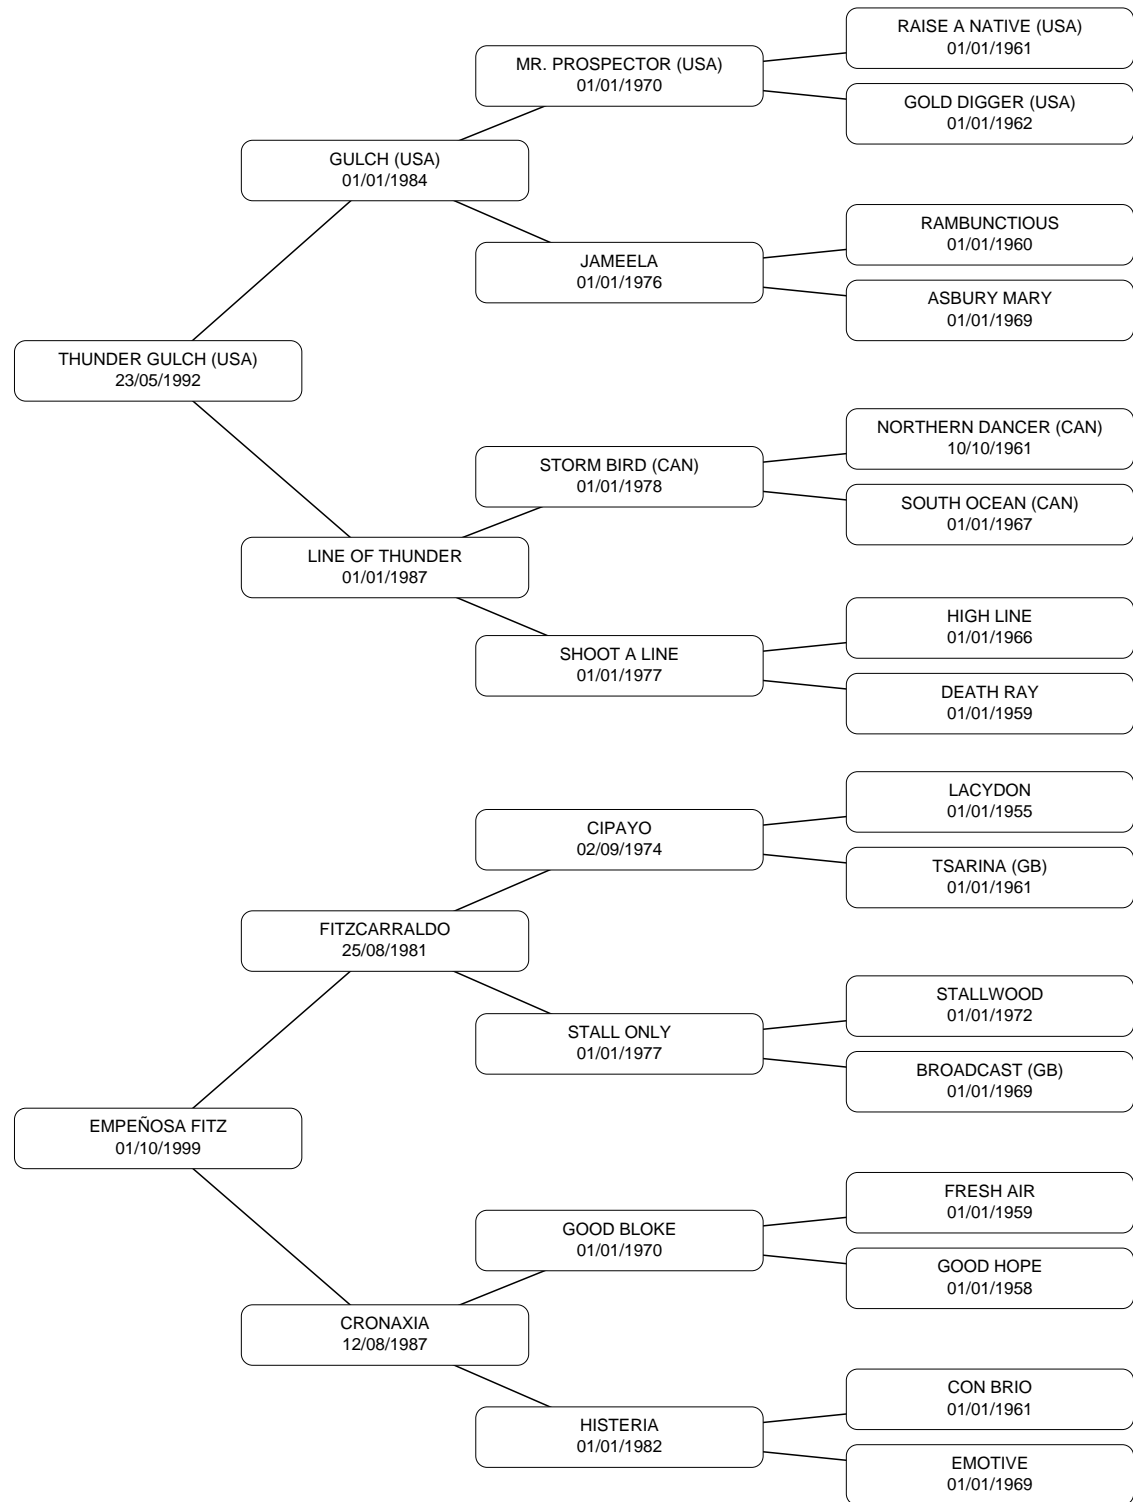 RAISE A NATIVE (USA)
01/01/1961
MR. PROSPECTOR (USA)
01/01/1970
GOLD DIGGER (USA)
01/01/1962
GULCH (USA)
01/01/1984
RAMBUNCTIOUS
01/01/1960
JAMEELA
01/01/1976
ASBURY MARY
01/01/1969
THUNDER GULCH (USA)
23/05/1992
NORTHERN DANCER (CAN)
10/10/1961
STORM BIRD (CAN)
01/01/1978
SOUTH OCEAN (CAN)
01/01/1967
LINE OF THUNDER
01/01/1987
HIGH LINE
01/01/1966
SHOOT A LINE
01/01/1977
DEATH RAY
01/01/1959
LACYDON
01/01/1955
CIPAYO
02/09/1974
TSARINA (GB)
01/01/1961
FITZCARRALDO
25/08/1981
STALLWOOD
01/01/1972
STALL ONLY
01/01/1977
BROADCAST (GB)
01/01/1969
EMPEÑOSA FITZ
01/10/1999
FRESH AIR
01/01/1959
GOOD BLOKE
01/01/1970
GOOD HOPE
01/01/1958
CRONAXIA
12/08/1987
CON BRIO
01/01/1961
HISTERIA
01/01/1982
EMOTIVE
01/01/1969